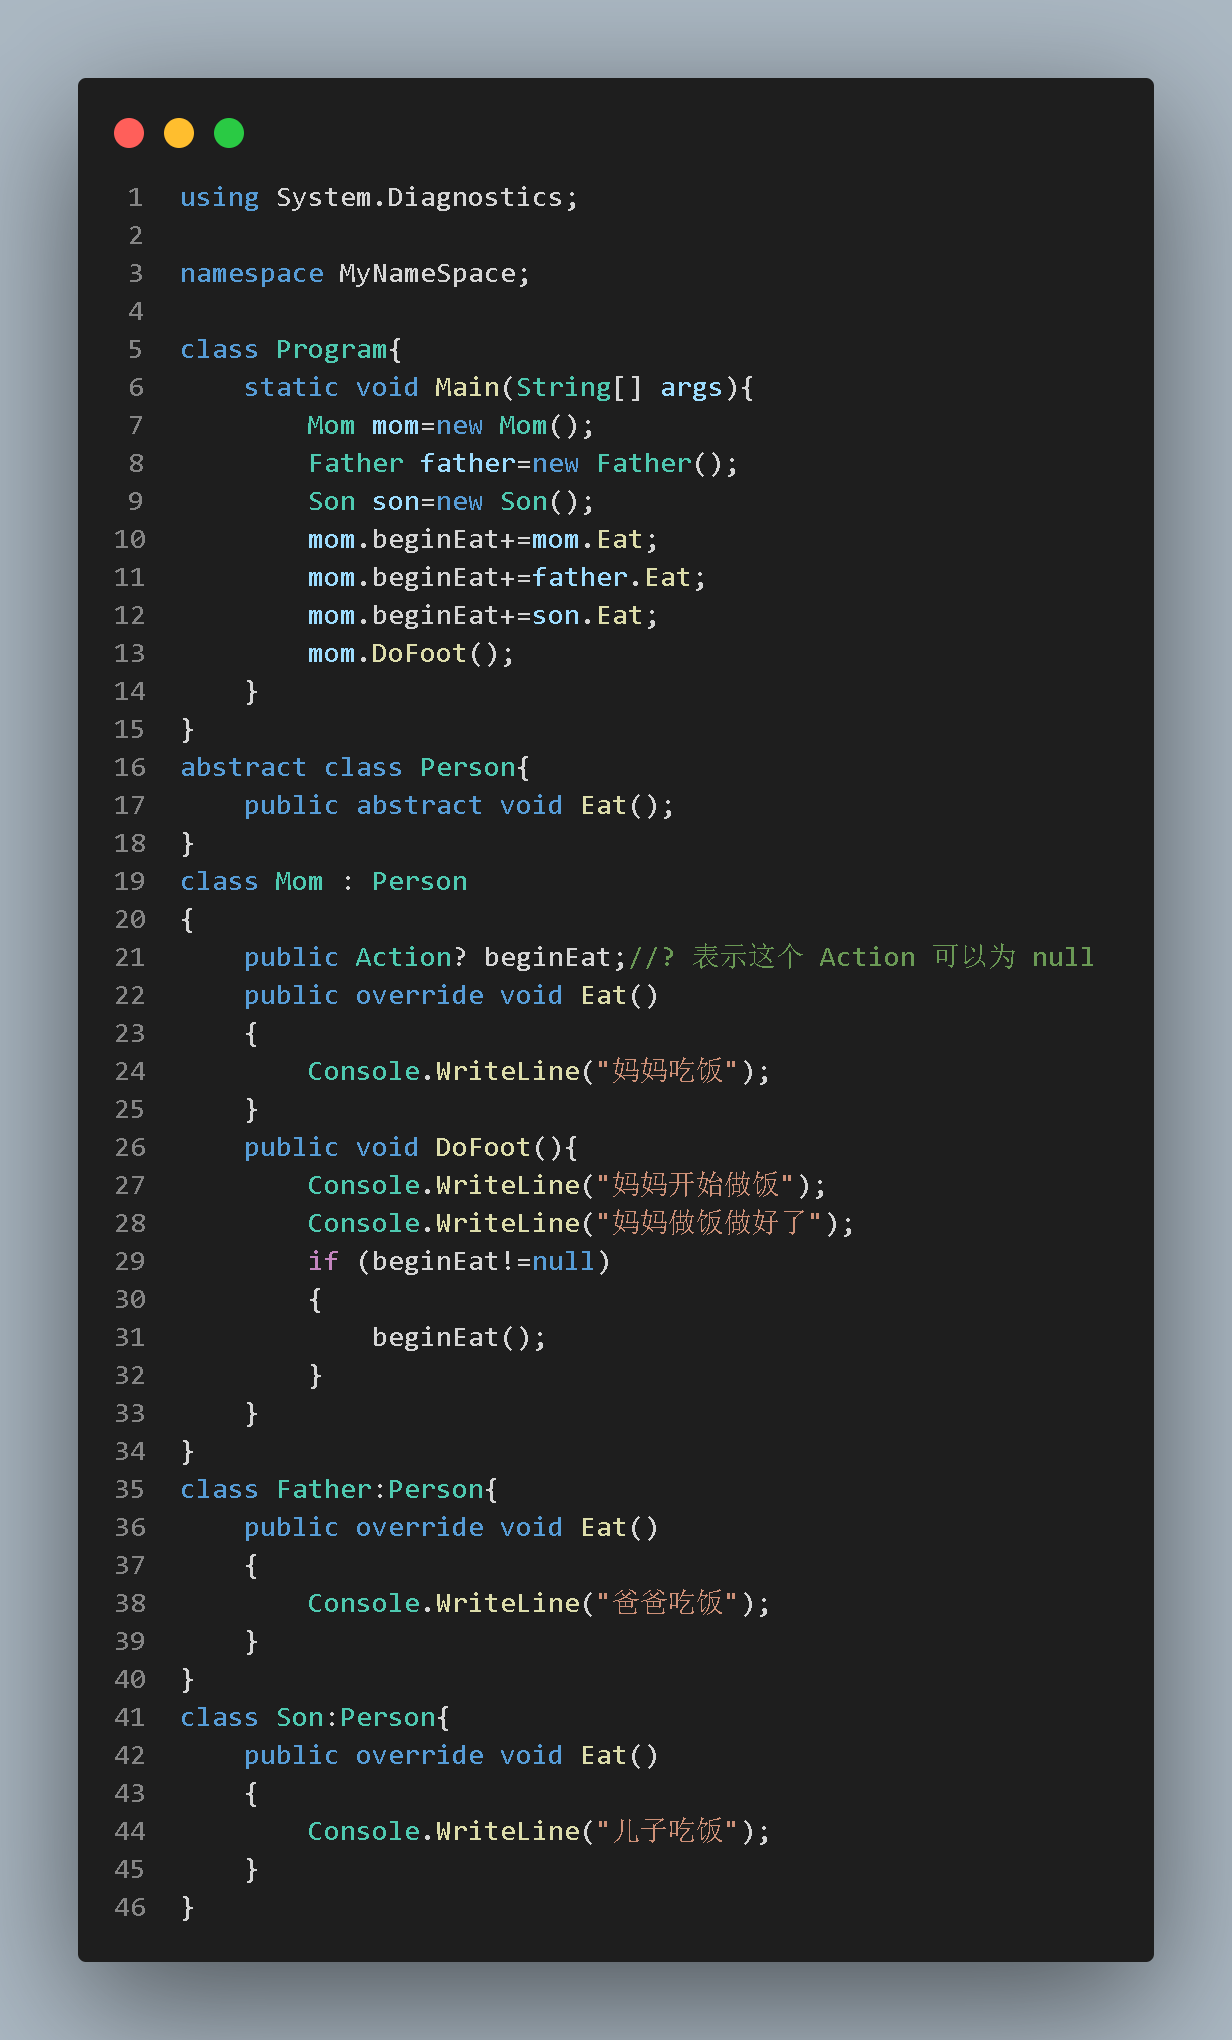 1 using System.Diagnostics;
2
3 namespace MyNameSpace;
4
5 class Program{
6     static void Main(String[] args){
7         Mom mom=new Mom();
8         Father father=new Father();
9         Son son=new Son();
10         mom.beginEat+=mom.Eat;
11         mom.beginEat+=father.Eat;
12         mom.beginEat+=son.Eat;
13         mom.DoFoot();
14     }
15 }
16 abstract class Person{
17     public abstract void Eat();
18 }
19 class Mom : Person
20 {
21     public Action? beginEat;//? 表示这个 Action 可以为 null
22     public override void Eat()
23     {
24         Console.WriteLine("妈妈吃饭");
25     }
26     public void DoFoot(){
27         Console.WriteLine("妈妈开始做饭");
28         Console.WriteLine("妈妈做饭做好了");
29         if (beginEat!=null)
30         {
31             beginEat();
32         }
33     }
34 }
35 class Father:Person{
36     public override void Eat()
37     {
38         Console.WriteLine("爸爸吃饭");
39     }
40 }
41 class Son:Person{
42     public override void Eat()
43     {
44         Console.WriteLine("儿子吃饭");
45     }
46 }